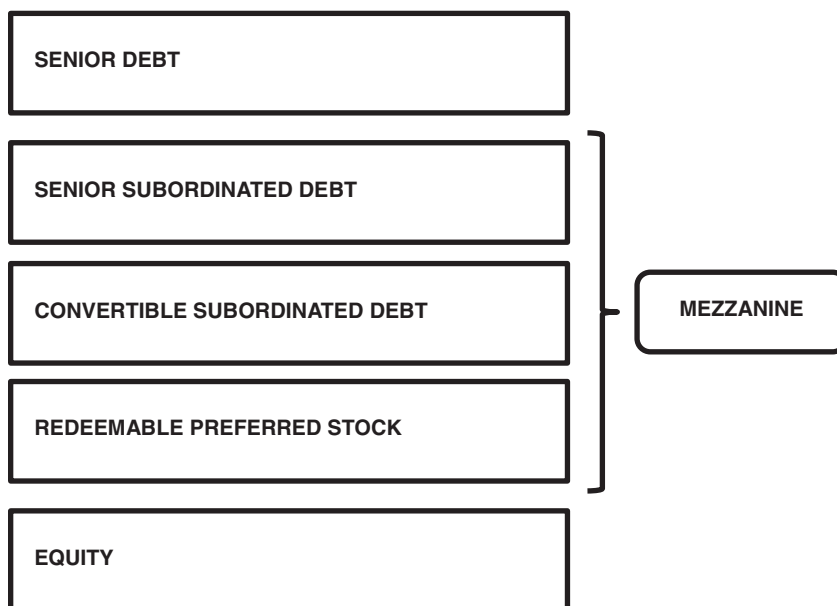 SENIOR DEBT
SENIOR SUBORDINATED DEBT
CONVERTIBLE SUBORDINATED DEBT
MEZZANINE
REDEEMABLE PREFERRED STOCK
EQUITY